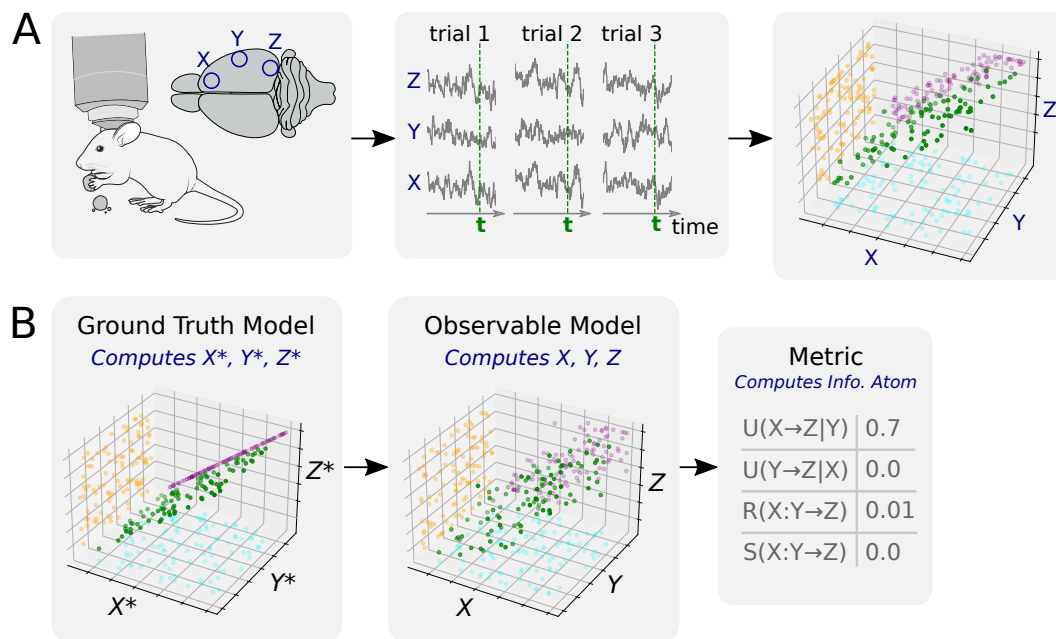 A
X
Y
Z
trial 1 trial 2 trial 3
Z
Y
X
t t t time
Z
Y
X
B
Ground Truth Model
Computes X*, Y*, Z*
Z*
Y*
X*
Observable Model
Computes X, Y, Z
Z
Y
X
Metric
Computes Info. Atom
U(X→Z|Y) 0.7
U(Y→Z|X) 0.0
R(X:Y→Z) 0.01
S(X:Y→Z) 0.0